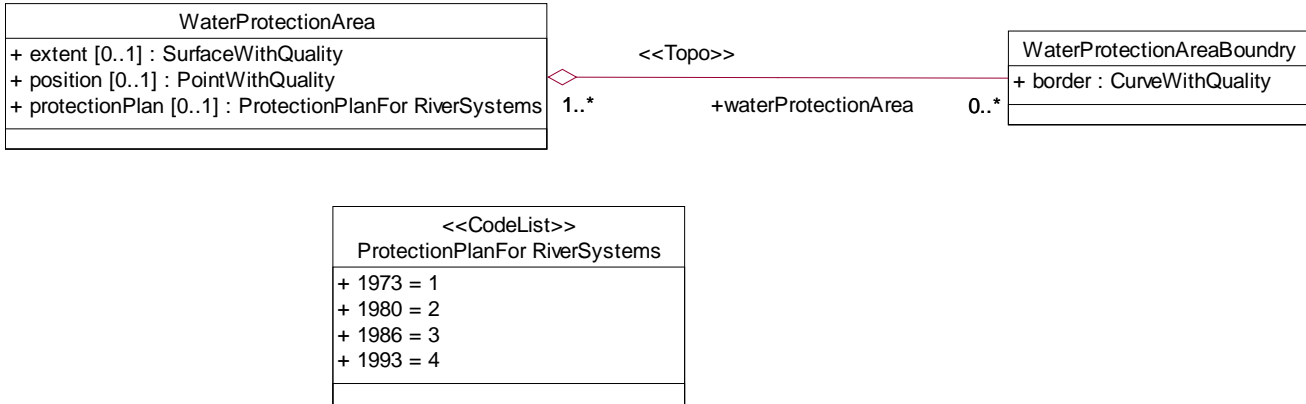 WaterProtectionArea
+ extent [0..1] : SurfaceWithQuality
+ position [0..1] : PointWithQuality
+ protectionPlan [0..1] : ProtectionPlanFor RiverSystems
<<Topo>>
1..*
+waterProtectionArea
0..*
WaterProtectionAreaBoundry
+ border : CurveWithQuality
<<CodeList>>
ProtectionPlanFor RiverSystems
+ 1973 = 1
+ 1980 = 2
+ 1986 = 3
+ 1993 = 4